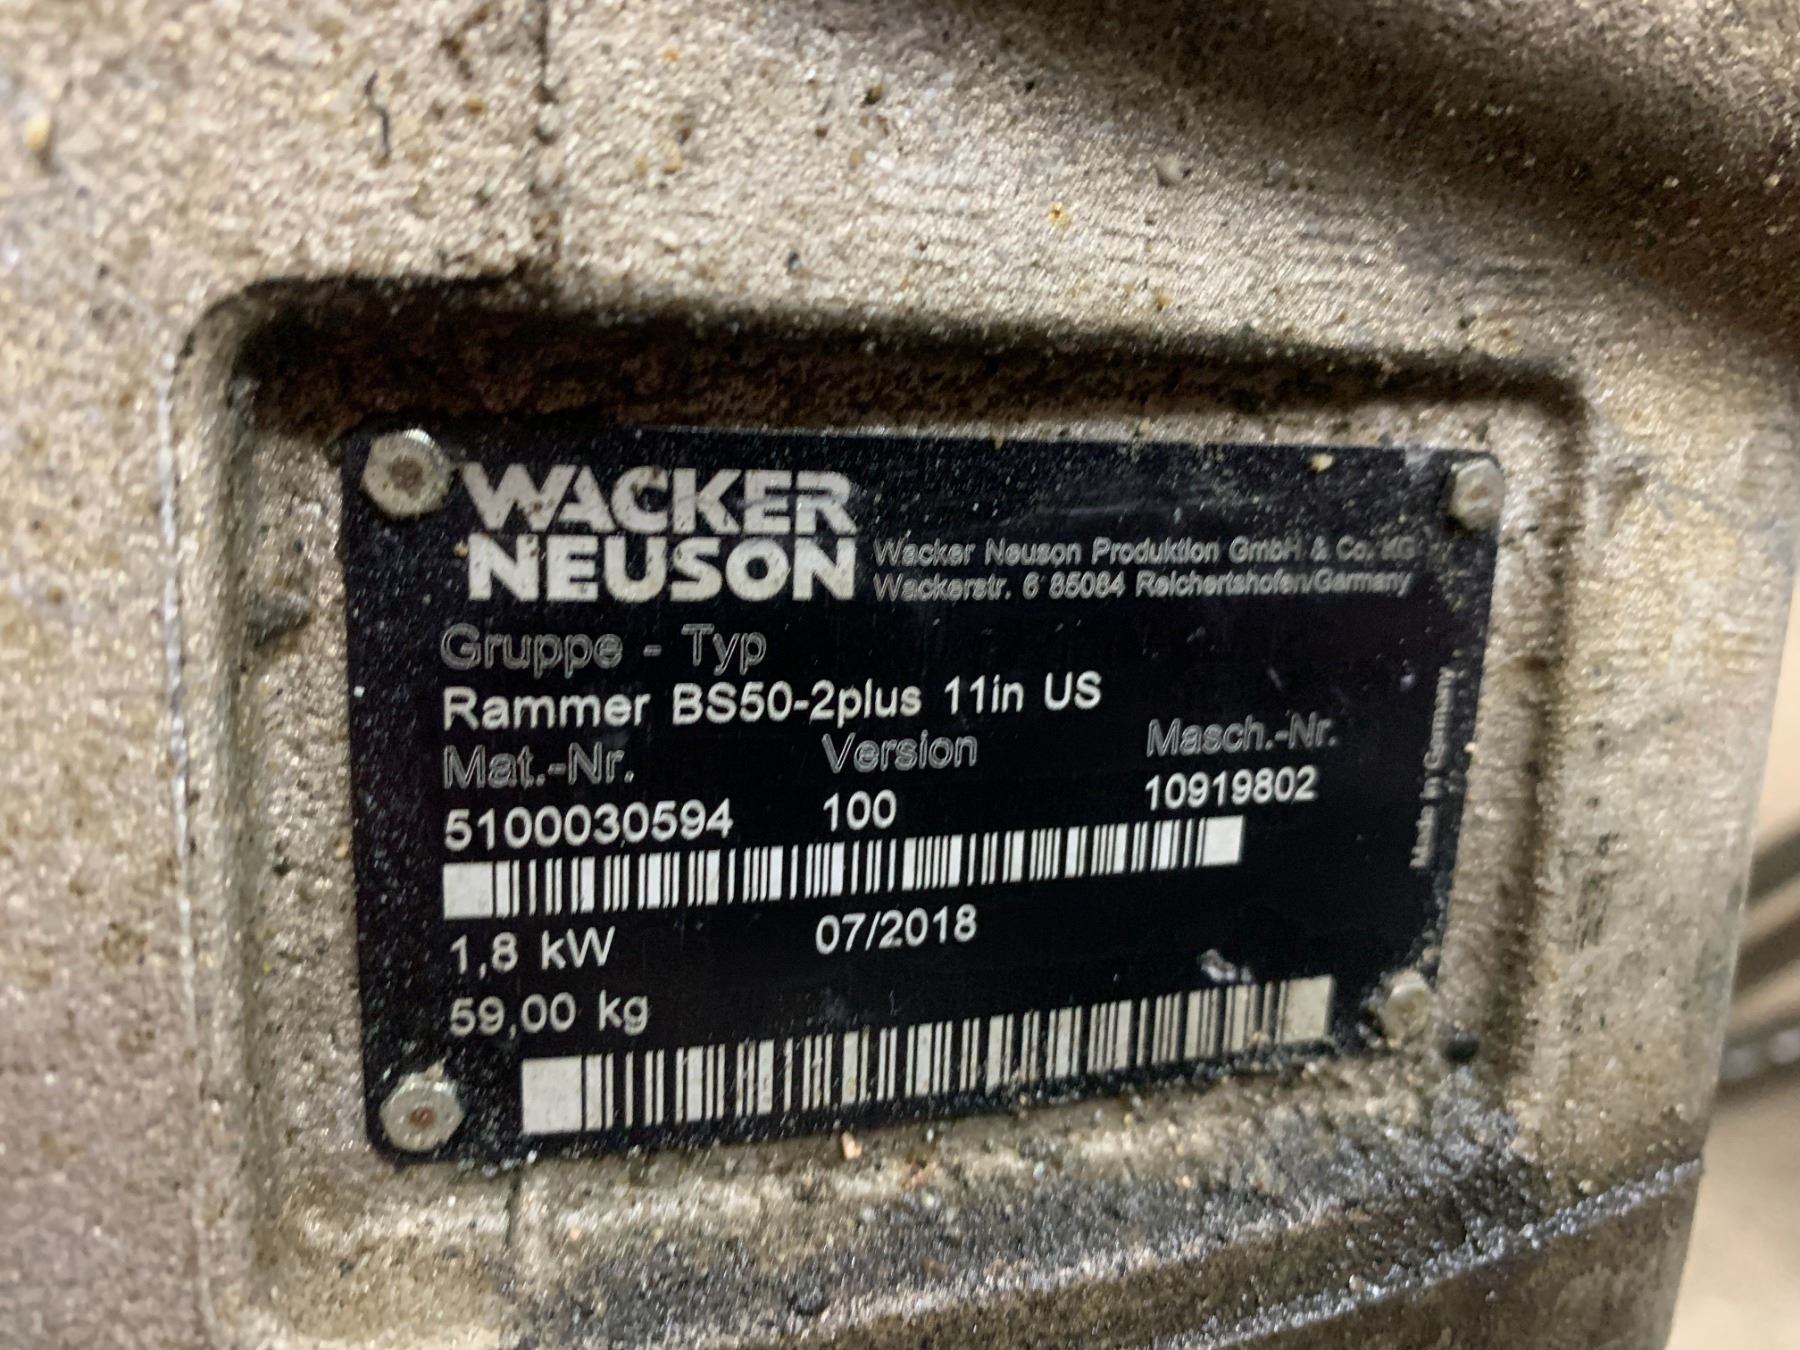 WACKER
NEUSON
Wacker Neuson Produktion GmbH & Co. KG
Wackerstr. 6 85084 Reichertshofen/Germany
Gruppe - Typ
Rammer BS50-2plus 11in US
Mat.-Nr. Version Masch.-Nr.
5100030594 100 10919802
1,8 kW 07/2018
59,00 kg
Made in Germany